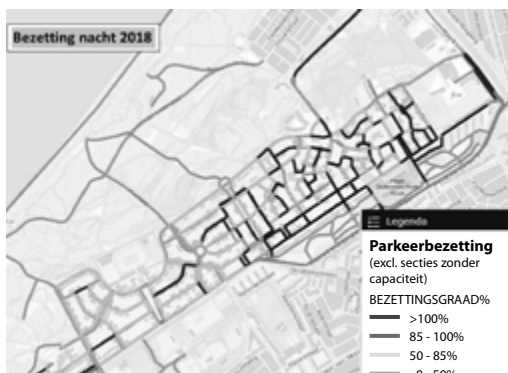 Bezetting nacht 2018
Legenda
Parkeerbezetting
(excl. secties zonder
capaciteit)
BEZETTINGSGRAAD%
>100%
85 - 100%
50 - 85%